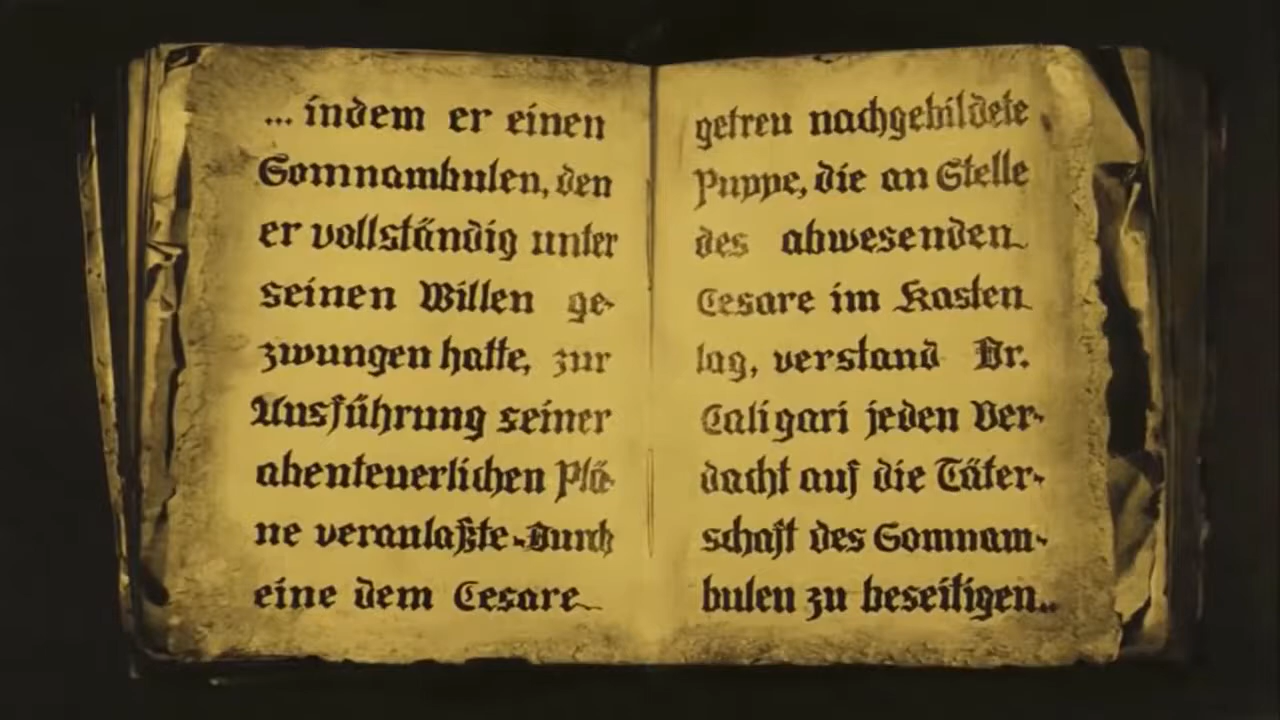 ... indem er einen
Somnambulen, den
er vollständig unter
seinen Willen ge-
zwungen hatte, zur
Ausführung seiner
abenteuerlichen Plä-
ne veranlaßte. Durch
eine dem Cesare
getreu nachgebildete
Puppe, die an Stelle
des abwesenden
Cesare im Kasten
lag, verstand Dr.
Caligari jeden Ver-
dacht auf die Täter-
schaft des Somnam-
bulen zu beseitigen..